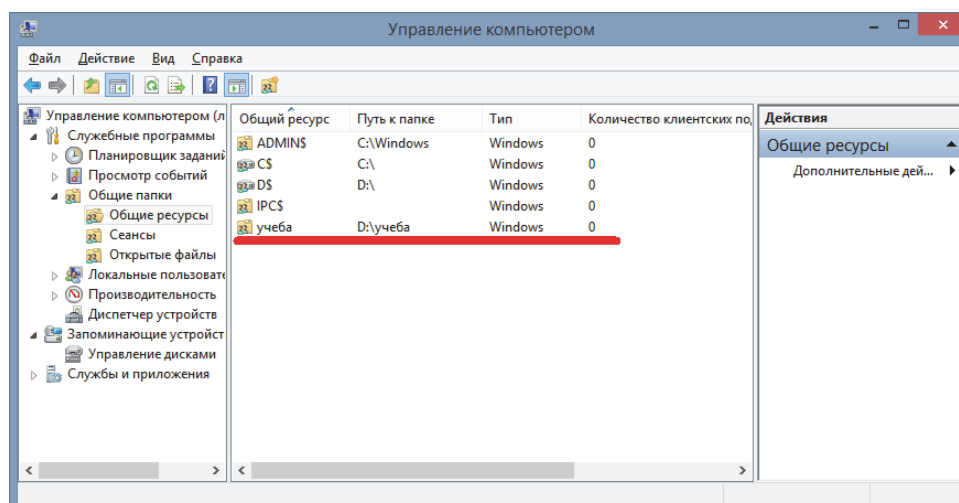 Управление компьютером
Файл Действие Вид Справка
Управление компьютером (л
Служебные программы
Планировщик заданий
Просмотр событий
Общие папки
Общие ресурсы
Сеансы
Открытые файлы
Локальные пользовате
Производительность
Диспетчер устройств
Запоминающие устройст
Управление дисками
Службы и приложения
Общий ресурс Путь к папке Тип Количество клиентских по,
ADMIN$ C:\Windows Windows 0
C$ C:\ Windows 0
D$ D:\ Windows 0
IPC$ Windows 0
учеба D:\учеба Windows 0
Действия
Общие ресурсы
Дополнительные дей...